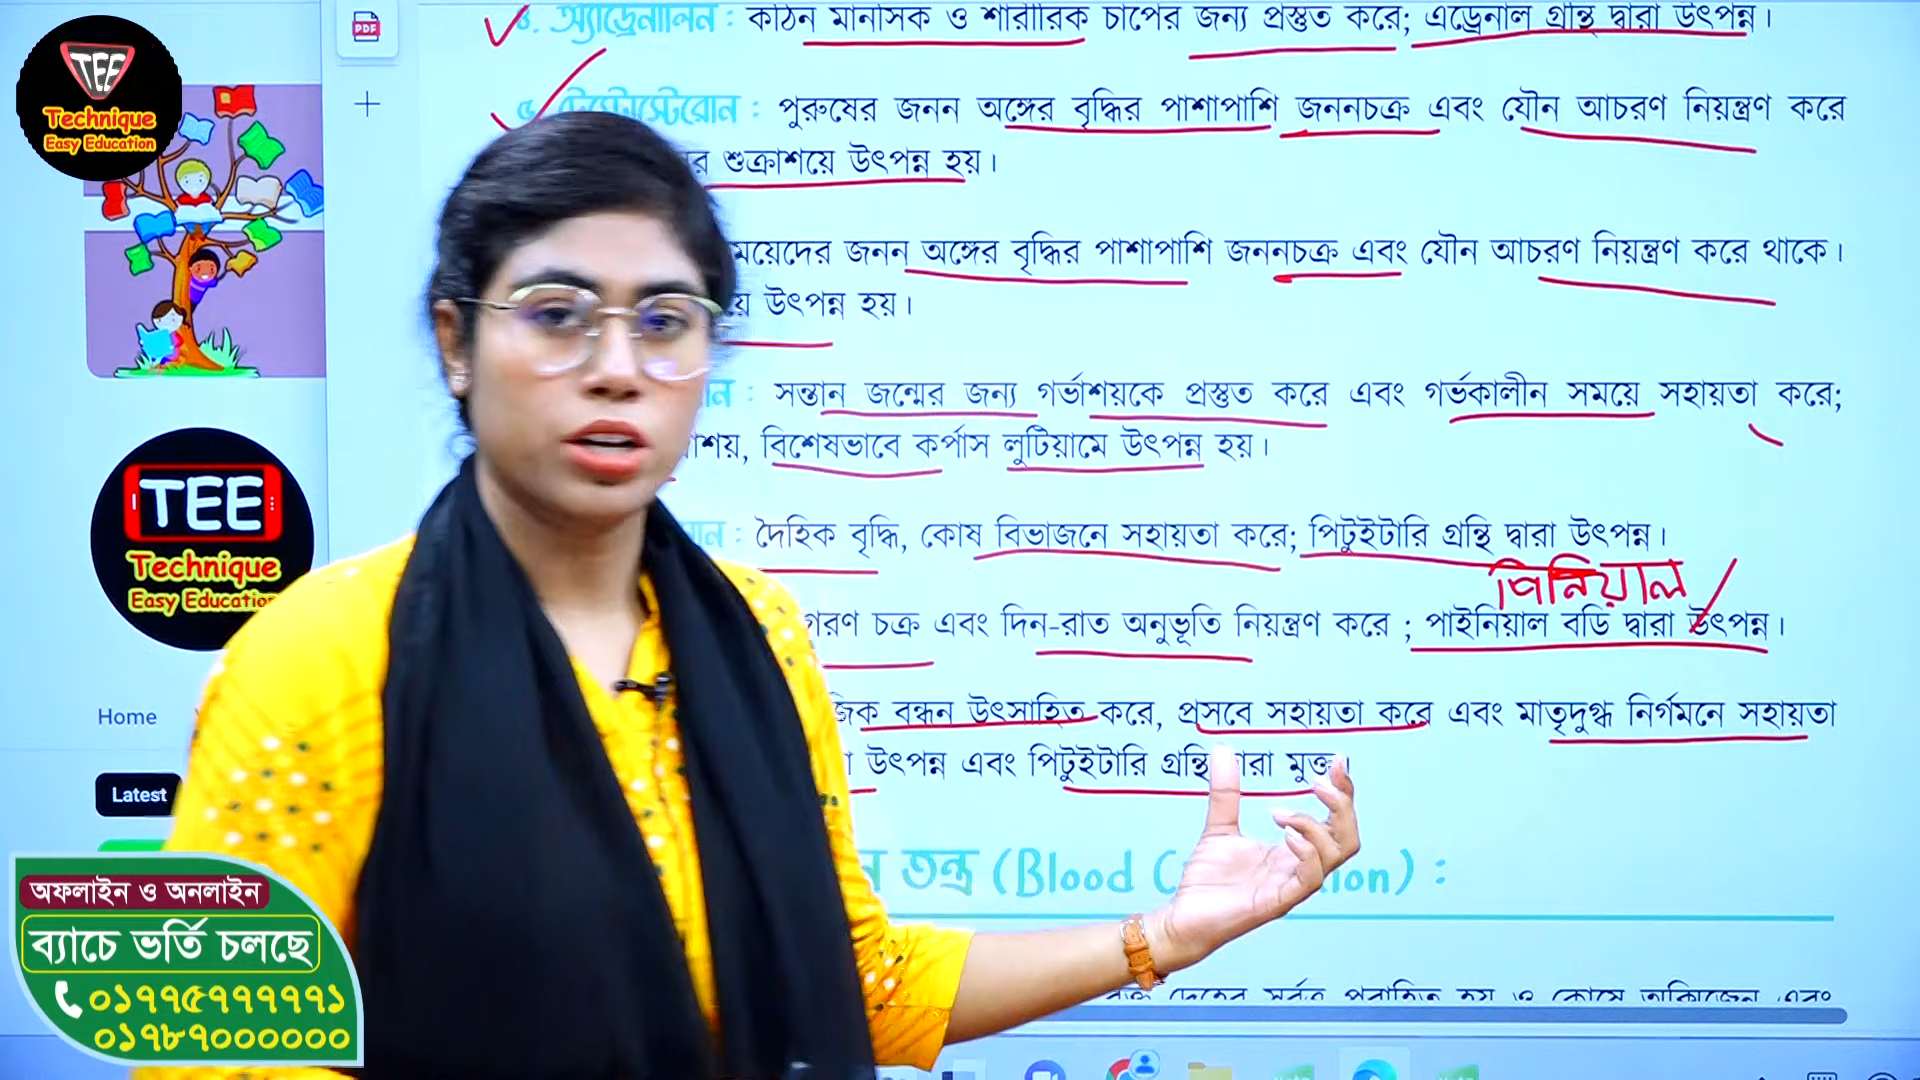 TEE
Technique
Easy Education
৪. অ্যাড্রেনালিন : কঠিন মানসিক ও শারীরিক চাপের জন্য প্রস্তুত করে; এড্রেনাল গ্রন্থি দ্বারা উৎপন্ন।
৫. টেস্টোস্টেরোন : পুরুষের জনন অঙ্গের বৃদ্ধির পাশাপাশি জননচক্র এবং যৌন আচরণ নিয়ন্ত্রণ করে
শুক্রাশয়ে উৎপন্ন হয়।
মেয়েদের জনন অঙ্গের বৃদ্ধির পাশাপাশি জননচক্র এবং যৌন আচরণ নিয়ন্ত্রণ করে থাকে।
উৎপন্ন হয়।
: সন্তান জন্মের জন্য গর্ভাশয়কে প্রস্তুত করে এবং গর্ভকালীন সময়ে সহায়তা করে;
বিশেষভাবে কর্পাস লুটিয়ামে উৎপন্ন হয়।
: দৈহিক বৃদ্ধি, কোষ বিভাজনে সহায়তা করে; পিটুইটারি গ্রন্থি দ্বারা উৎপন্ন।
পিনিয়াল
চক্র এবং দিন-রাত অনুভূতি নিয়ন্ত্রণ করে ; পাইনিয়াল বডি দ্বারা উৎপন্ন।
বন্ধন উৎসাহিত করে, প্রসবে সহায়তা করে এবং মাতৃদুগ্ধ নির্গমনে সহায়তা
উৎপন্ন এবং পিটুইটারি গ্রন্থি দ্বারা মুক্ত।
তন্ত্র (Blood
:
TEE
Technique
Easy Education
Home
Latest
অফলাইন ও অনলাইন
ব্যাচে ভর্তি চলছে
০১৭৭৫৭৭৭৭৭১
০১৭৮৭০০০০০০